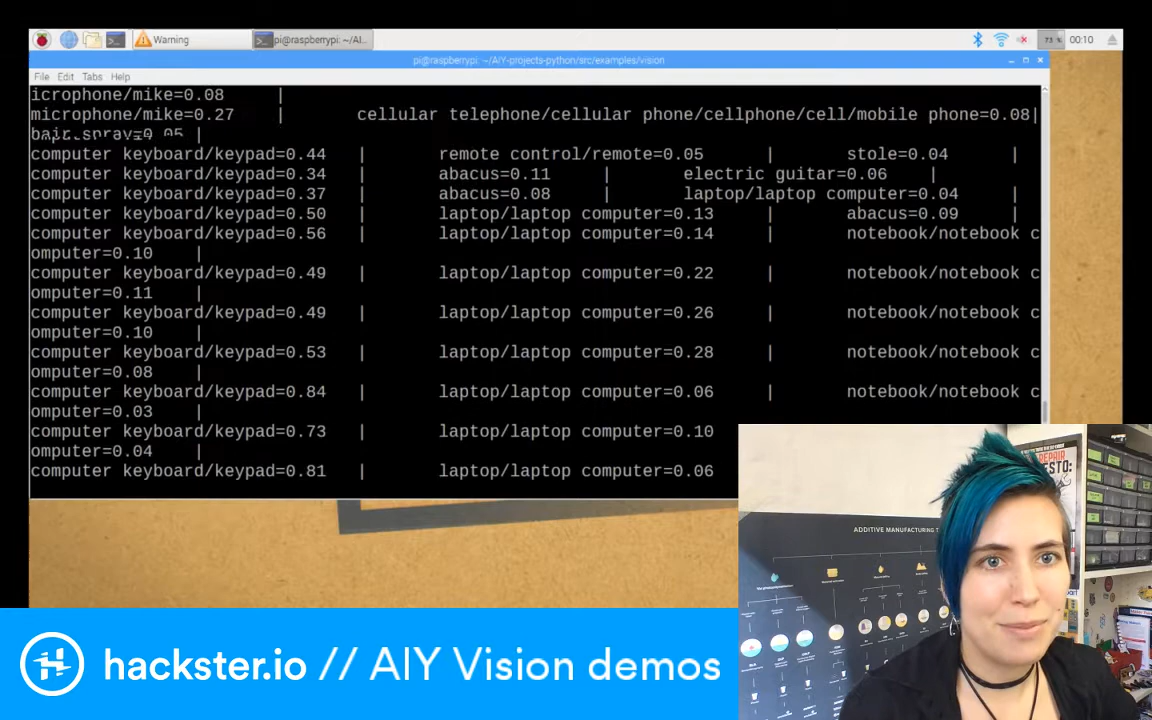 Warning
pi@raspberrypi: ~/AI...
73 %
00:10
pi@raspberrypi: ~/AIY-projects-python/src/examples/vision
File Edit Tabs Help
icrophone/mike=0.08 |
microphone/mike=0.27 | cellular telephone/cellular phone/cellphone/cell/mobile phone=0.08|
hair spray=0.05 |
computer keyboard/keypad=0.44 | remote control/remote=0.05 | stole=0.04 |
computer keyboard/keypad=0.34 | abacus=0.11 | electric guitar=0.06 |
computer keyboard/keypad=0.37 | abacus=0.08 | laptop/laptop computer=0.04 |
computer keyboard/keypad=0.50 | laptop/laptop computer=0.13 | abacus=0.09 |
computer keyboard/keypad=0.56 | laptop/laptop computer=0.14 | notebook/notebook c
omputer=0.10 |
computer keyboard/keypad=0.49 | laptop/laptop computer=0.22 | notebook/notebook c
omputer=0.11 |
computer keyboard/keypad=0.49 | laptop/laptop computer=0.26 | notebook/notebook c
omputer=0.10 |
computer keyboard/keypad=0.53 | laptop/laptop computer=0.28 | notebook/notebook c
omputer=0.08 |
computer keyboard/keypad=0.84 | laptop/laptop computer=0.06 | notebook/notebook c
omputer=0.03 |
computer keyboard/keypad=0.73 | laptop/laptop computer=0.10
omputer=0.04 |
computer keyboard/keypad=0.81 | laptop/laptop computer=0.06
REPAIR
ESTO:
ADDITIVE MANUFACTURING T
hackster.io // AIY Vision demos